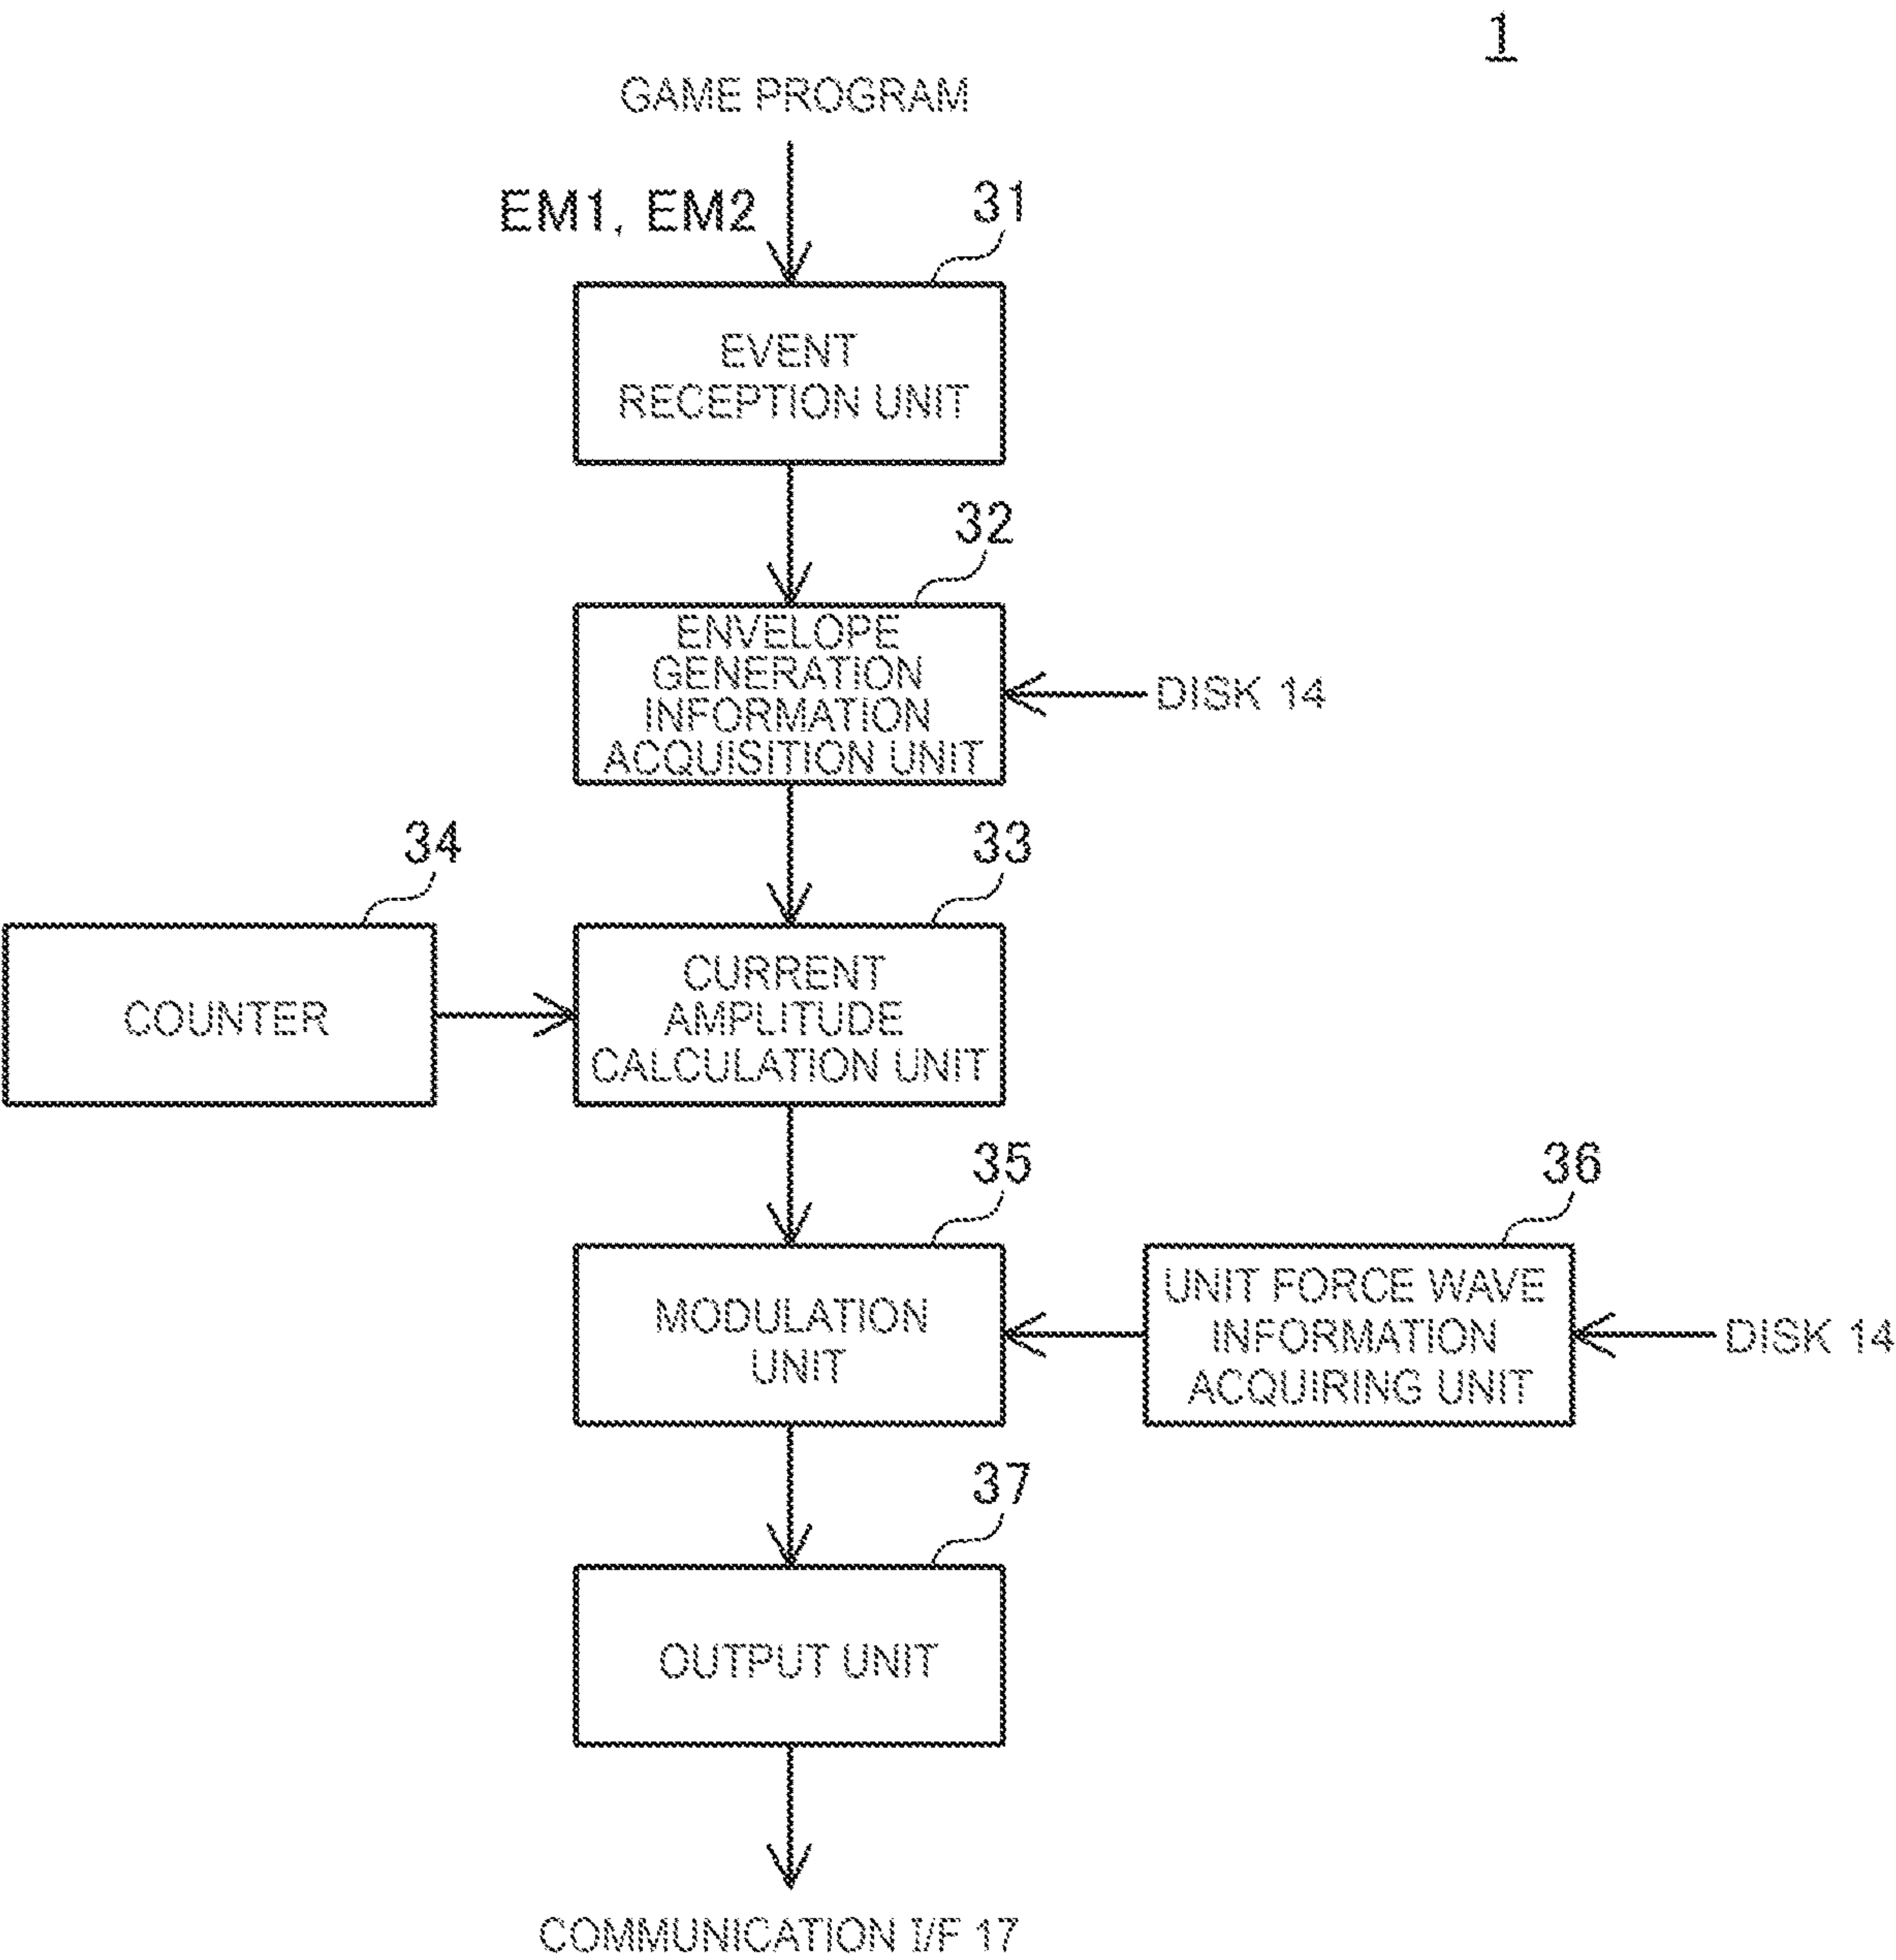 1
GAME PROGRAM
EM1, EM2
31
EVENT
RECEPTION UNIT
32
ENVELOPE
GENERATION
INFORMATION
ACQUISITION UNIT
DISK 14
34
33
COUNTER
CURRENT
AMPLITUDE
CALCULATION UNIT
35
36
MODULATION
UNIT
UNIT FORCE WAVE
INFORMATION
ACQUIRING UNIT
DISK 14
37
OUTPUT UNIT
COMMUNICATION I/F 17